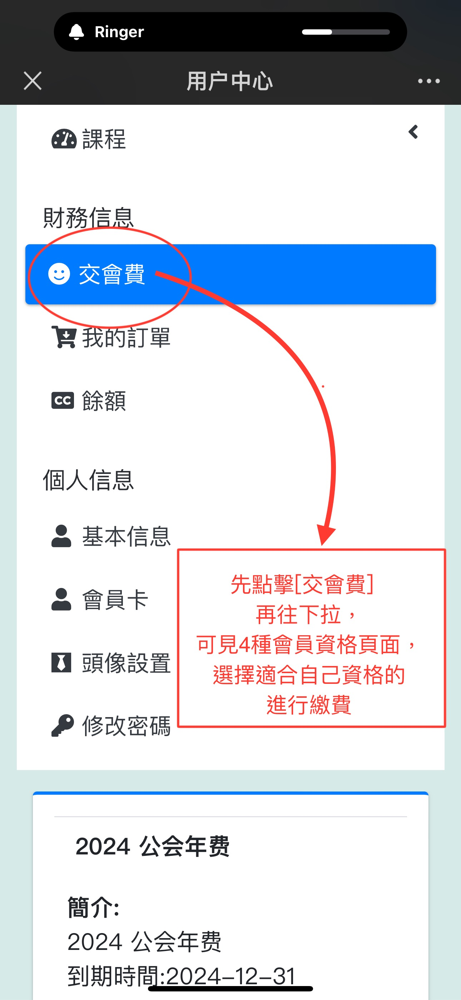 Ringer
用户中心
課程
財務信息
交會費
我的訂單
餘額
個人信息
基本信息
會員卡
頭像設置
修改密碼
先點擊[交會費]
再往下拉，
可見4種會員資格頁面，
選擇適合自己資格的
進行繳費
2024 公会年费
簡介:
2024 公会年费
到期時間:2024-12-31